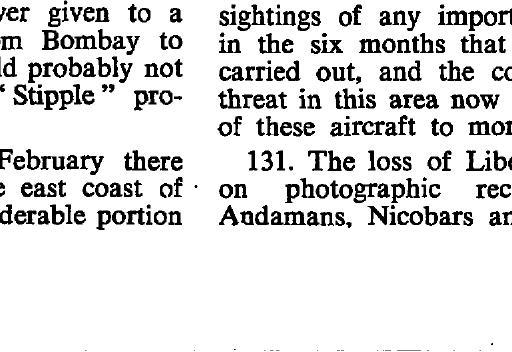 ver given to a
m Bombay to
ld probably not
“ Stipple ” pro-
February there
e east coast of
derable portion
sightings of any import
in the six months that
carried out, and the co
threat in this area now
of these aircraft to mor
131. The loss of Libe
on photographic rec
Andamans, Nicobars an